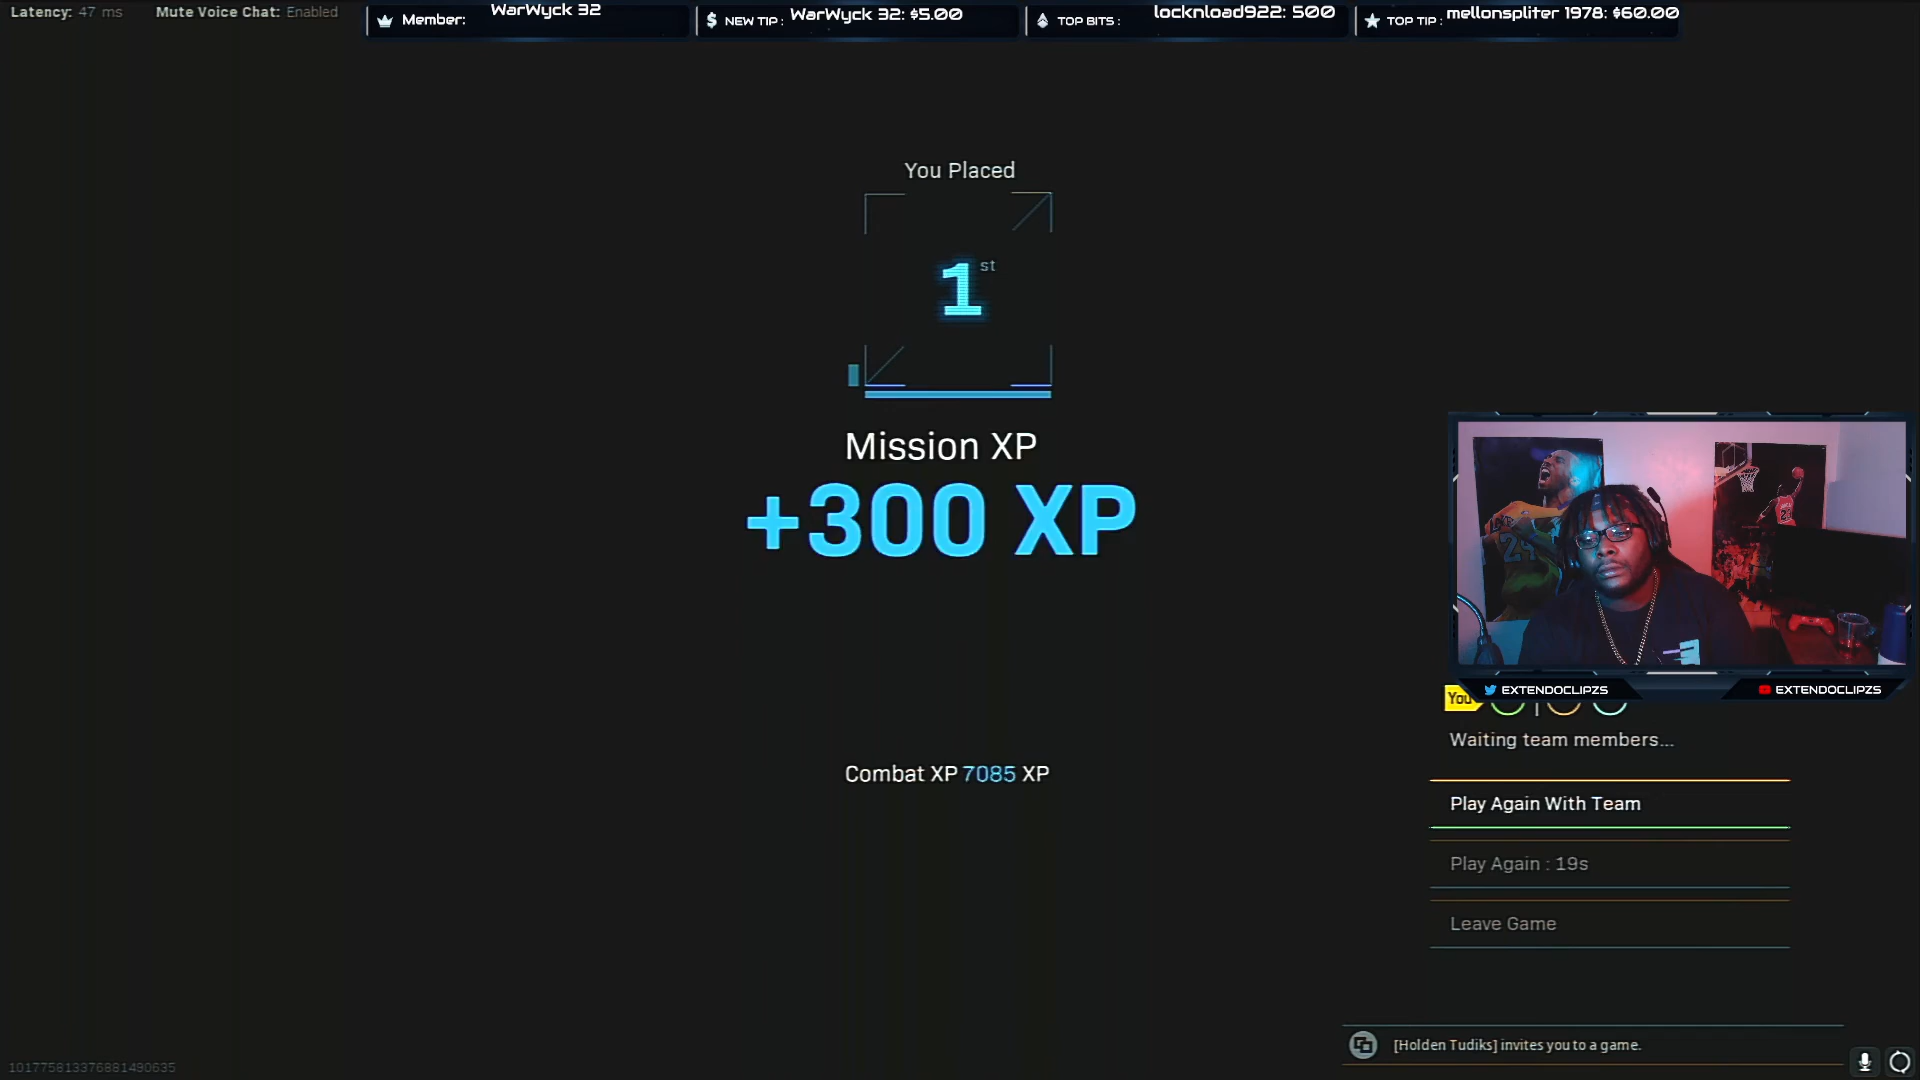 Latency: 47 ms Mute Voice Chat: Enabled
Member: WarWyck 32
NEW TIP : WarWyck 32: $5.00
TOP BITS : locknload922: 500
TOP TIP : mellonspliter 1978: $60.00
You Placed
1st
Mission XP
+300 XP
Combat XP 7085 XP
24
23
EXTENDOCLIPZS
EXTENDOCLIPZS
You
Waiting team members...
Play Again With Team
Play Again : 19s
Leave Game
[Holden Tudiks] invites you to a game.
101775813376881490635